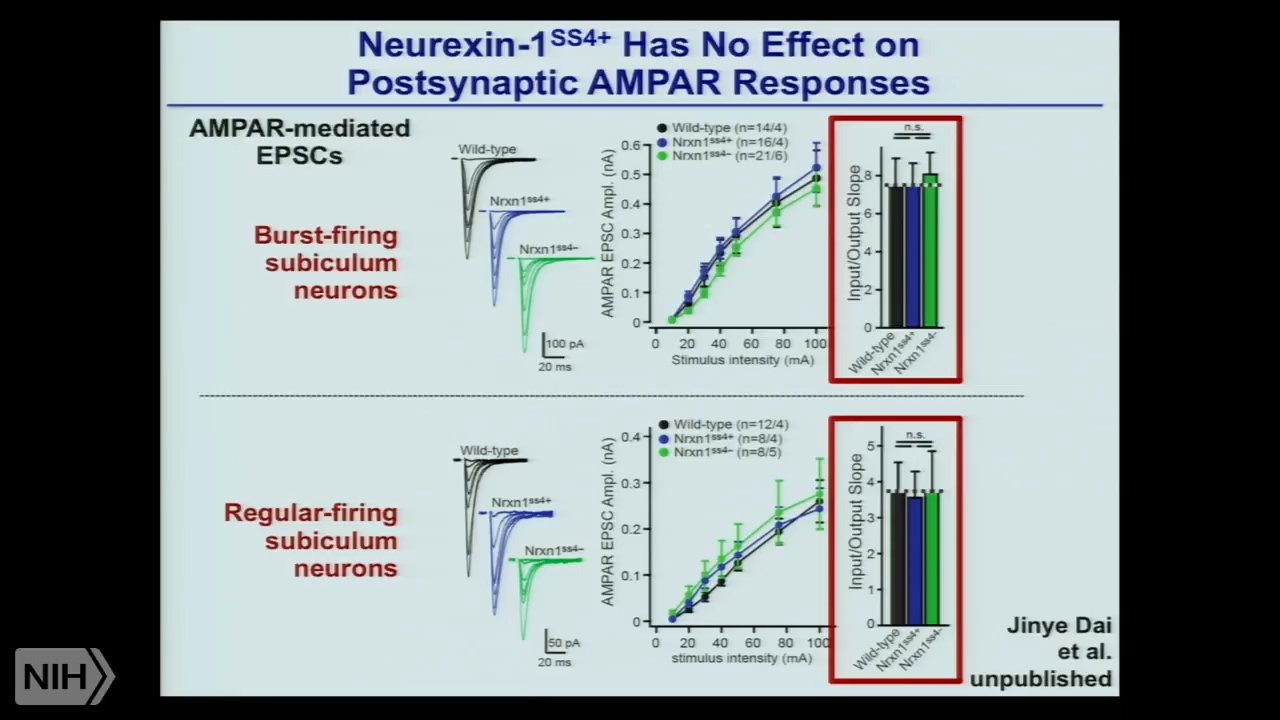 Neurexin-1SS4+ Has No Effect on
Postsynaptic AMPAR Responses
AMPAR-mediated
EPSCs
Burst-firing
subiculum
neurons
Wild-type
Nrxn1ss4+
Nrxn1ss4–
100 pA
20 ms
Wild-type (n=14/4)
Nrxn1ss4+ (n=16/4)
Nrxn1ss4– (n=21/6)
AMPAR EPSC Ampl. (nA)
0.6
0.5
0.4
0.3
0.2
0.1
0
0 20 40 60 80 100
Stimulus intensity (mA)
n.s.
Input/Output Slope
8
6
4
2
0
Wild-type
Nrxn1ss4+
Nrxn1ss4–
Regular-firing
subiculum
neurons
Wild-type
Nrxn1ss4+
Nrxn1ss4–
50 pA
20 ms
Wild-type (n=12/4)
Nrxn1ss4+ (n=8/4)
Nrxn1ss4– (n=8/5)
AMPAR EPSC Ampl. (nA)
0.4
0.3
0.2
0.1
0
0 20 40 60 80 100
stimulus intensity (mA)
n.s.
Input/Output Slope
5
4
3
2
1
0
Wild-type
Nrxn1ss4+
Nrxn1ss4–
Jinye Dai
et al.
unpublished
NIH